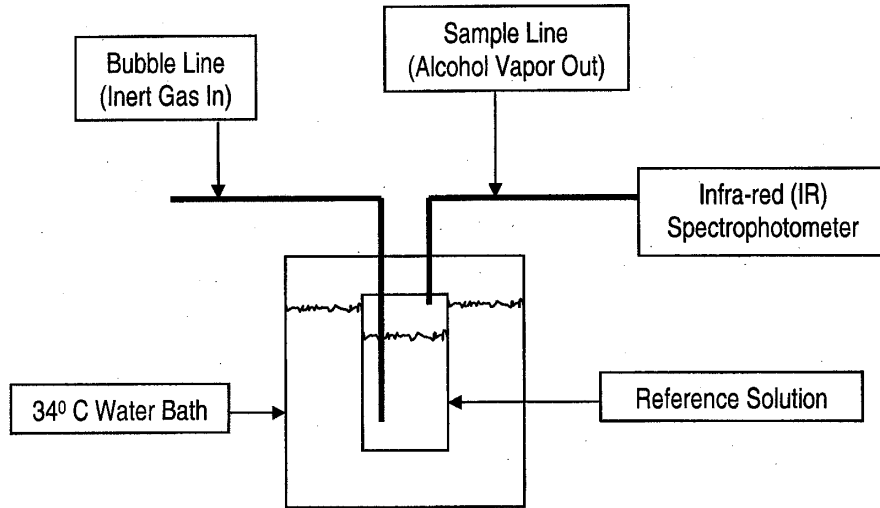 Bubble Line
(Inert Gas In)
Sample Line
(Alcohol Vapor Out)
Infra-red (IR)
Spectrophotometer
34⁰ C Water Bath
Reference Solution